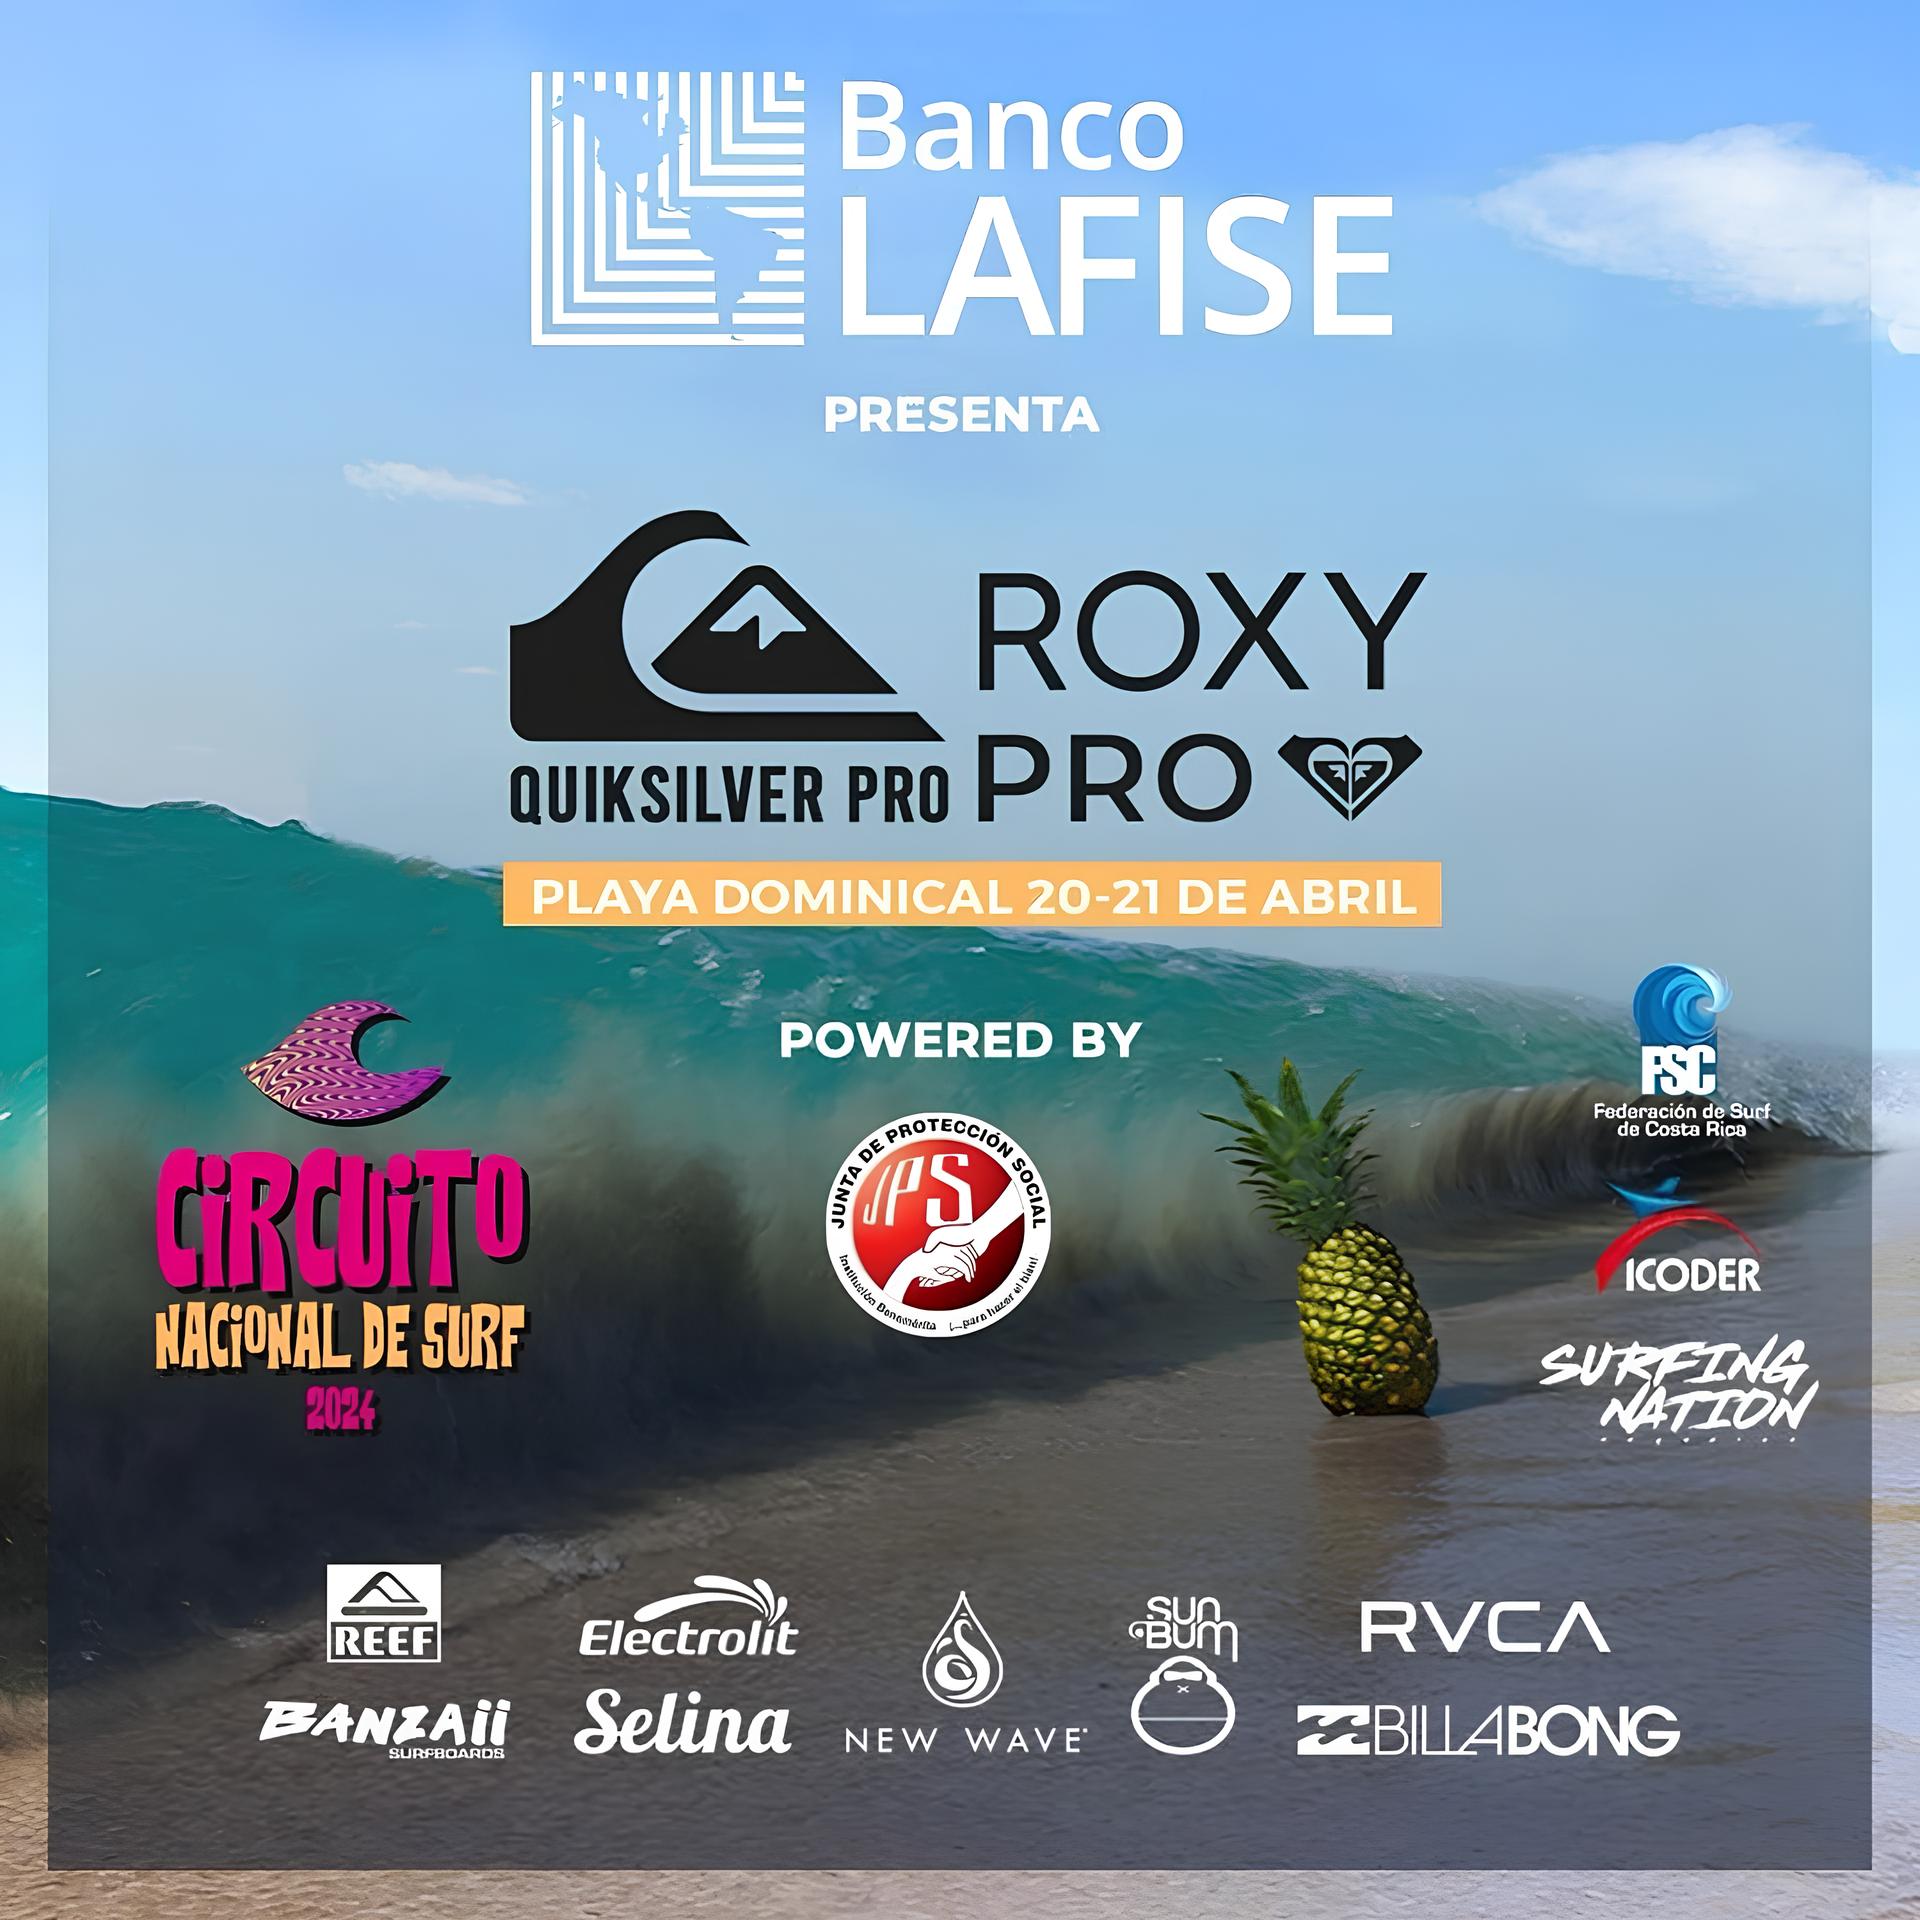 Banco
LAFISE
PRESENTA
ROXY
PRO
QUIKSILVER PRO
PLAYA DOMINICAL 20-21 DE ABRIL
POWERED BY
CIRCUITO
NACIONAL DE SURF
2024
JUNTA DE PROTECCIÓN SOCIAL
JPS
FSC
Federación de Surf
de Costa Rica
ICODER
SURFING
NATION
REEF
BANZAii
SURFBOARDS
Electrolit
Selina
NEW WAVE
SUN
BUM
RVCA
BILLABONG